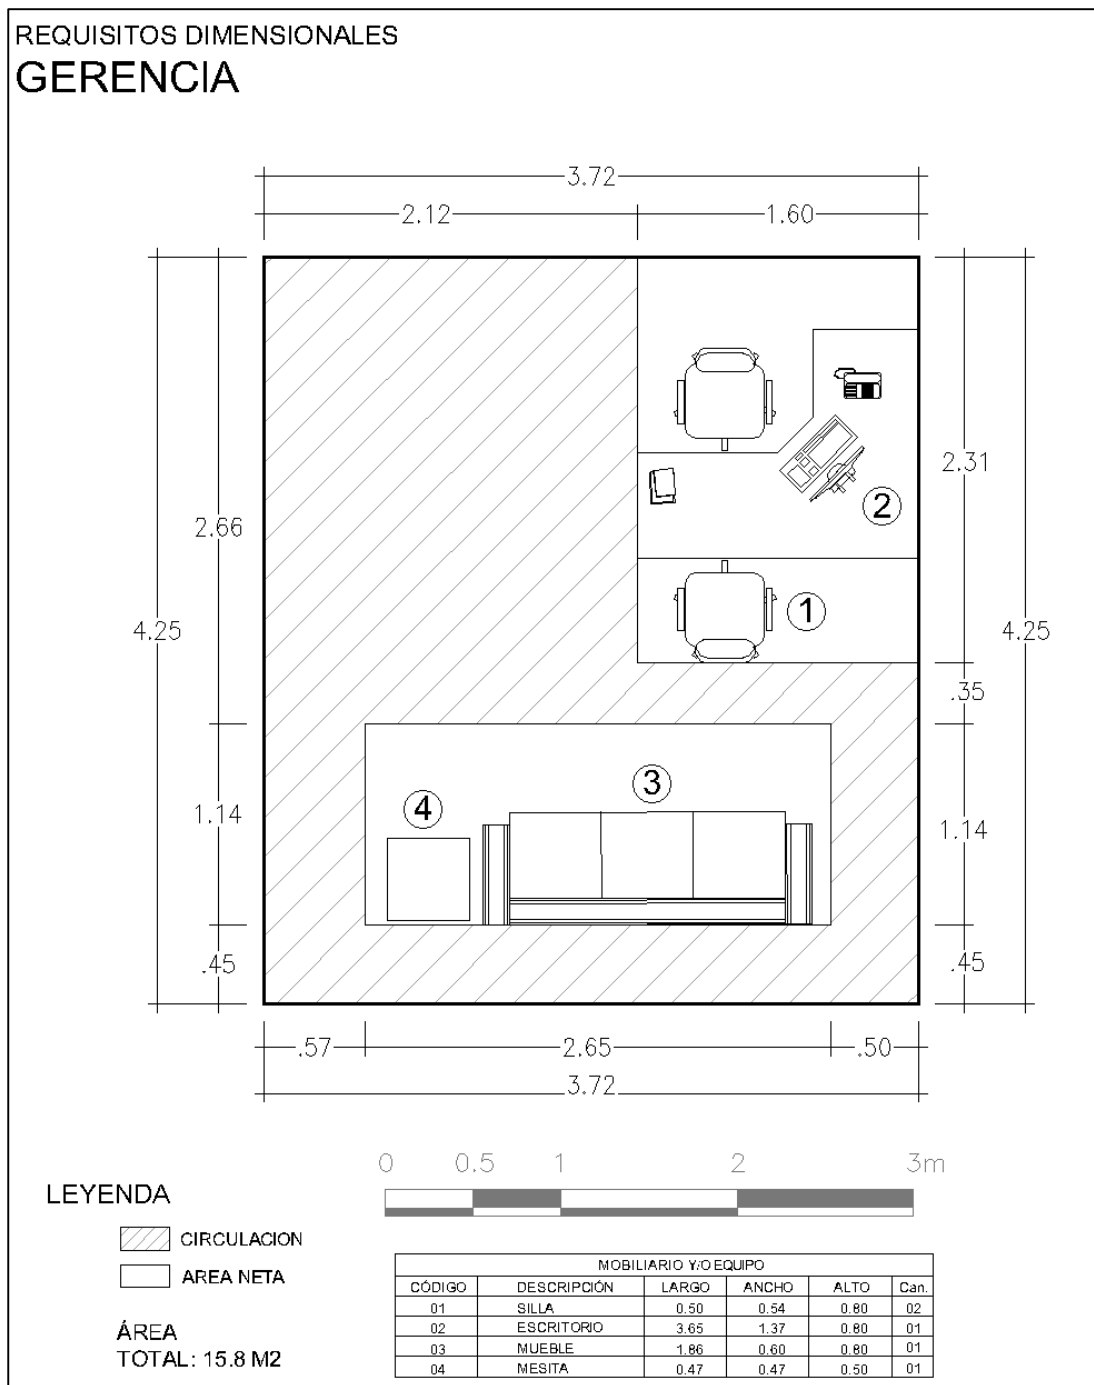 REQUISITOS DIMENSIONALES
GERENCIA
3.72
2.12 1.60
2.31
2
2.66
4.25 1 4.25
.35
3
4
1.14 1.14
.45 .45
.57 2.65 .50
3.72
0 0.5 1 2 3m
LEYENDA
CIRCULACION
AREA NETA
ÁREA
TOTAL: 15.8 M2
MOBILIARIO Y/O EQUIPO
CÓDIGO DESCRIPCIÓN LARGO ANCHO ALTO Can.
01 SILLA 0.50 0.54 0.80 02
02 ESCRITORIO 3.65 1.37 0.80 01
03 MUEBLE 1.86 0.60 0.80 01
04 MESITA 0.47 0.47 0.50 01